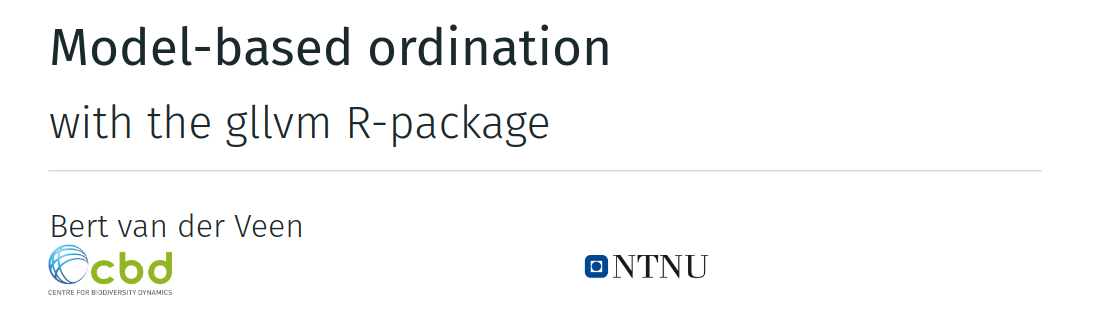 Model-based ordination
with the gllvm R-package
Bert van der Veen
cbd
CENTRE FOR BIODIVERSITY DYNAMICS
NTNU